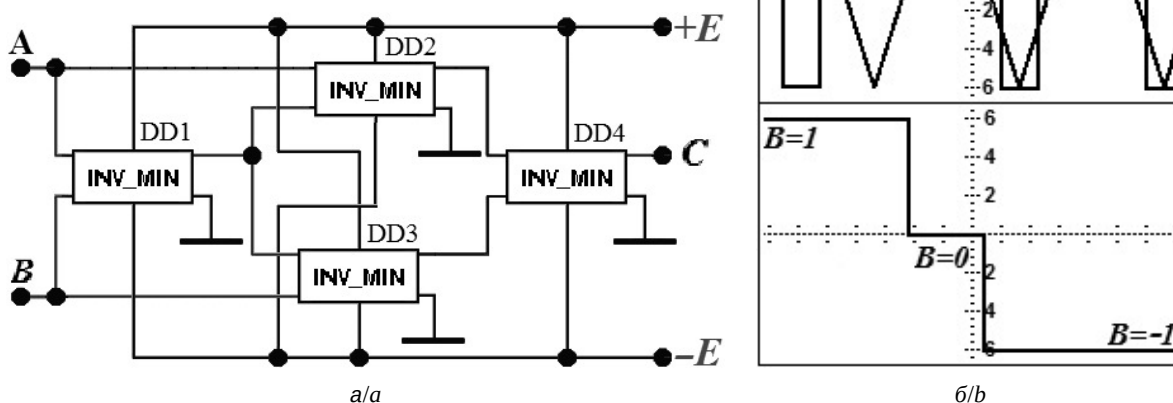 A
+E
DD2
INV_MIN
DD1
INV_MIN
DD4
INV_MIN
C
DD3
INV_MIN
B
–E
а/a
2
4
6
6
B=1
4
2
B=0
2
4
B=-1
6
б/b